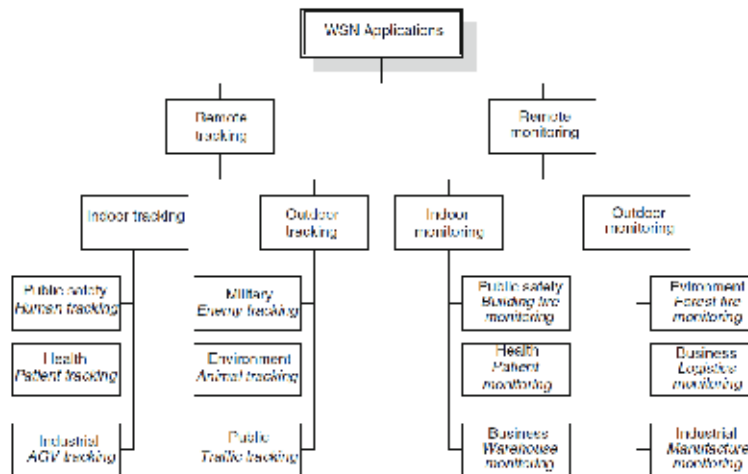 WSN Applications
Remote
tracking
Remote
monitoring
Indoor tracking
Outdoor
tracking
Indoor
monitoring
Outdoor
monitoring
Public safety
Human tracking
Military
Enemy tracking
Public safety
Building fire
monitoring
Evironment
Forest fire
monitoring
Health
Patient tracking
Environment
Animal tracking
Health
Patient
monitoring
Business
Logistics
monitoring
Industrial
AGV tracking
Public
Traffic tracking
Business
Warehouse
monitoring
Industrial
Manufacture
monitoring